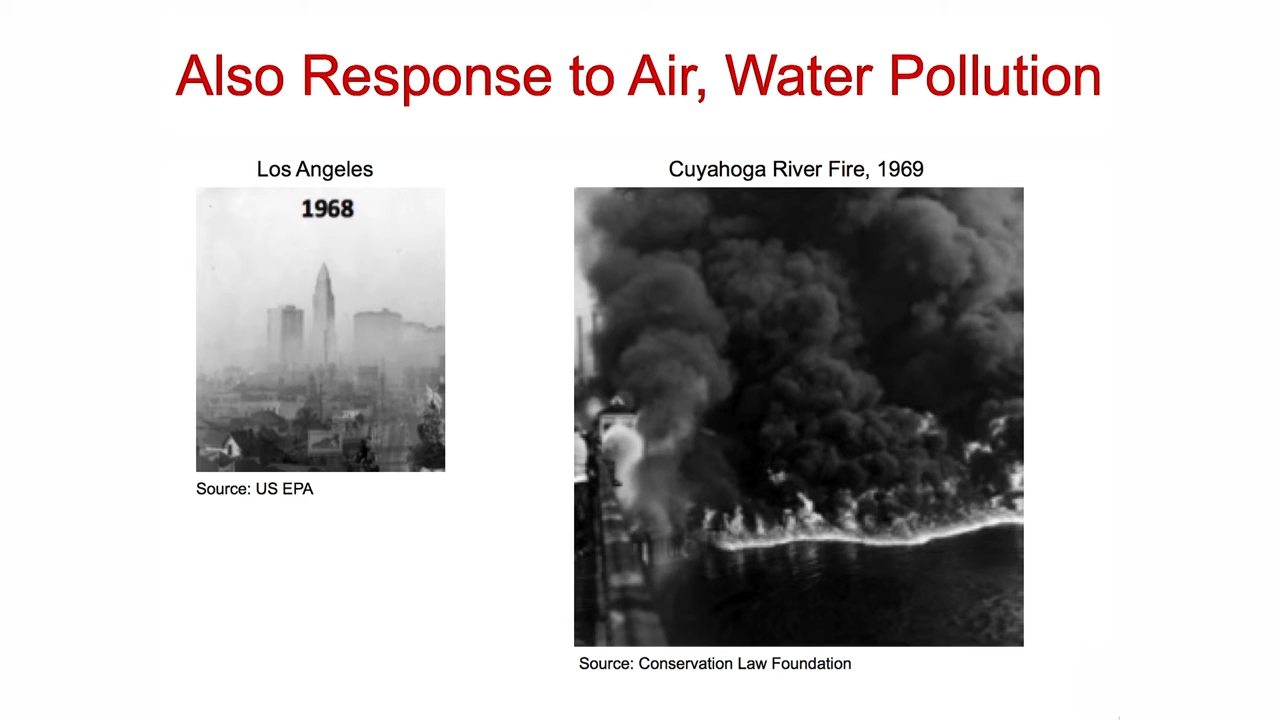 Also Response to Air, Water Pollution
Los Angeles
1968
Source: US EPA
Cuyahoga River Fire, 1969
Source: Conservation Law Foundation